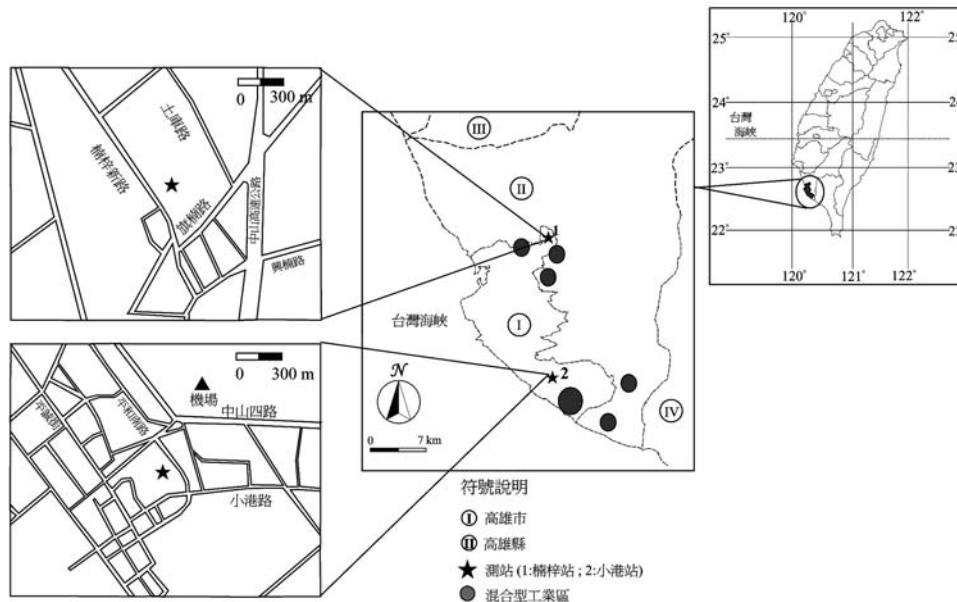 0 300 m
土庫路
楠梓新路
旗楠路
中山高速公路
興楠路
0 300 m
機場
中山四路
平誠街
平和南路
小港路
III
II
1
I
台灣海峽
2
N
IV
0 7 km
120° 121° 122°
25°
24°
台灣
海峽
23°
22°
120° 121° 122°
符號說明
I 高雄市
II 高雄縣
★ 測站 (1:楠梓站 ; 2:小港站)
混合型工業區